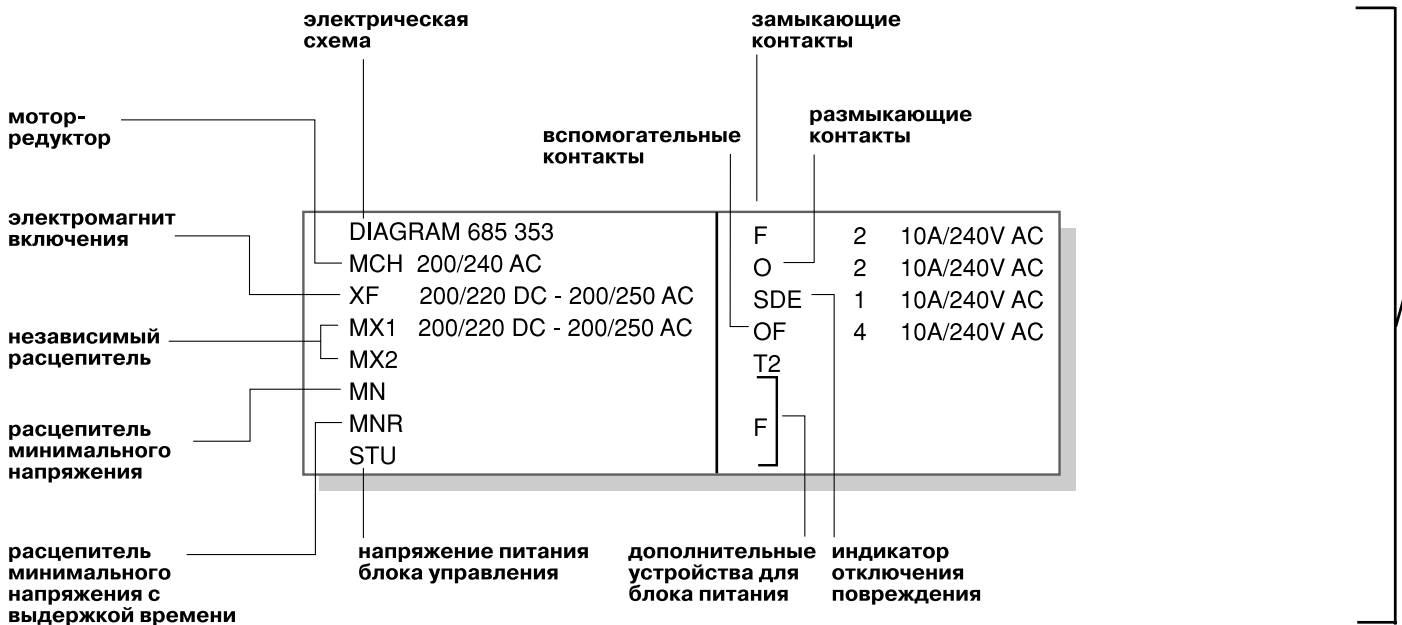 электрическая
схема
замыкающие
контакты
мотор-
редуктор
вспомогательные
контакты
размыкающие
контакты
электромагнит
включения
независимый
расцепитель
расцепитель
минимального
напряжения
расцепитель
минимального
напряжения с
выдержкой времени
DIAGRAM 685 353
MCH 200/240 AC
XF 200/220 DC - 200/250 AC
MX1 200/220 DC - 200/250 AC
MX2
MN
MNR
STU
F 2 10A/240V AC
O 2 10A/240V AC
SDE 1 10A/240V AC
OF 4 10A/240V AC
T2
F
напряжение питания
блока управления
дополнительные
устройства для
блока питания
индикатор
отключения
повреждения